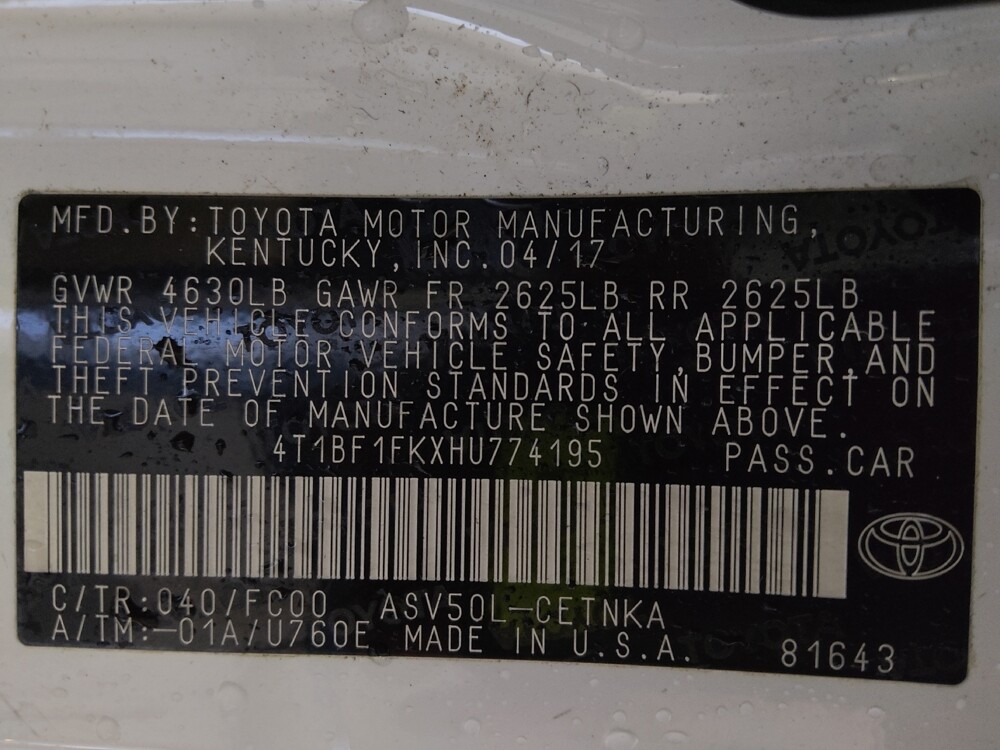 MFD.BY:TOYOTA MOTOR MANUFACTURING,
KENTUCKY,INC.04/17
GVWR 4630LB GAWR FR 2625LB RR 2625LB
THIS VEHICLE CONFORMS TO ALL APPLICABLE
FEDERAL MOTOR VEHICLE SAFETY,BUMPER,AND
THEFT PREVENTION STANDARDS IN EFFECT ON
THE DATE OF MANUFACTURE SHOWN ABOVE.
4T1BF1FKXHU774195 PASS.CAR
C/TR:040/FC00 ASV50L-CETNKA
A/TM:-01A/U760E MADE IN U.S.A. 81643
TOYOTA